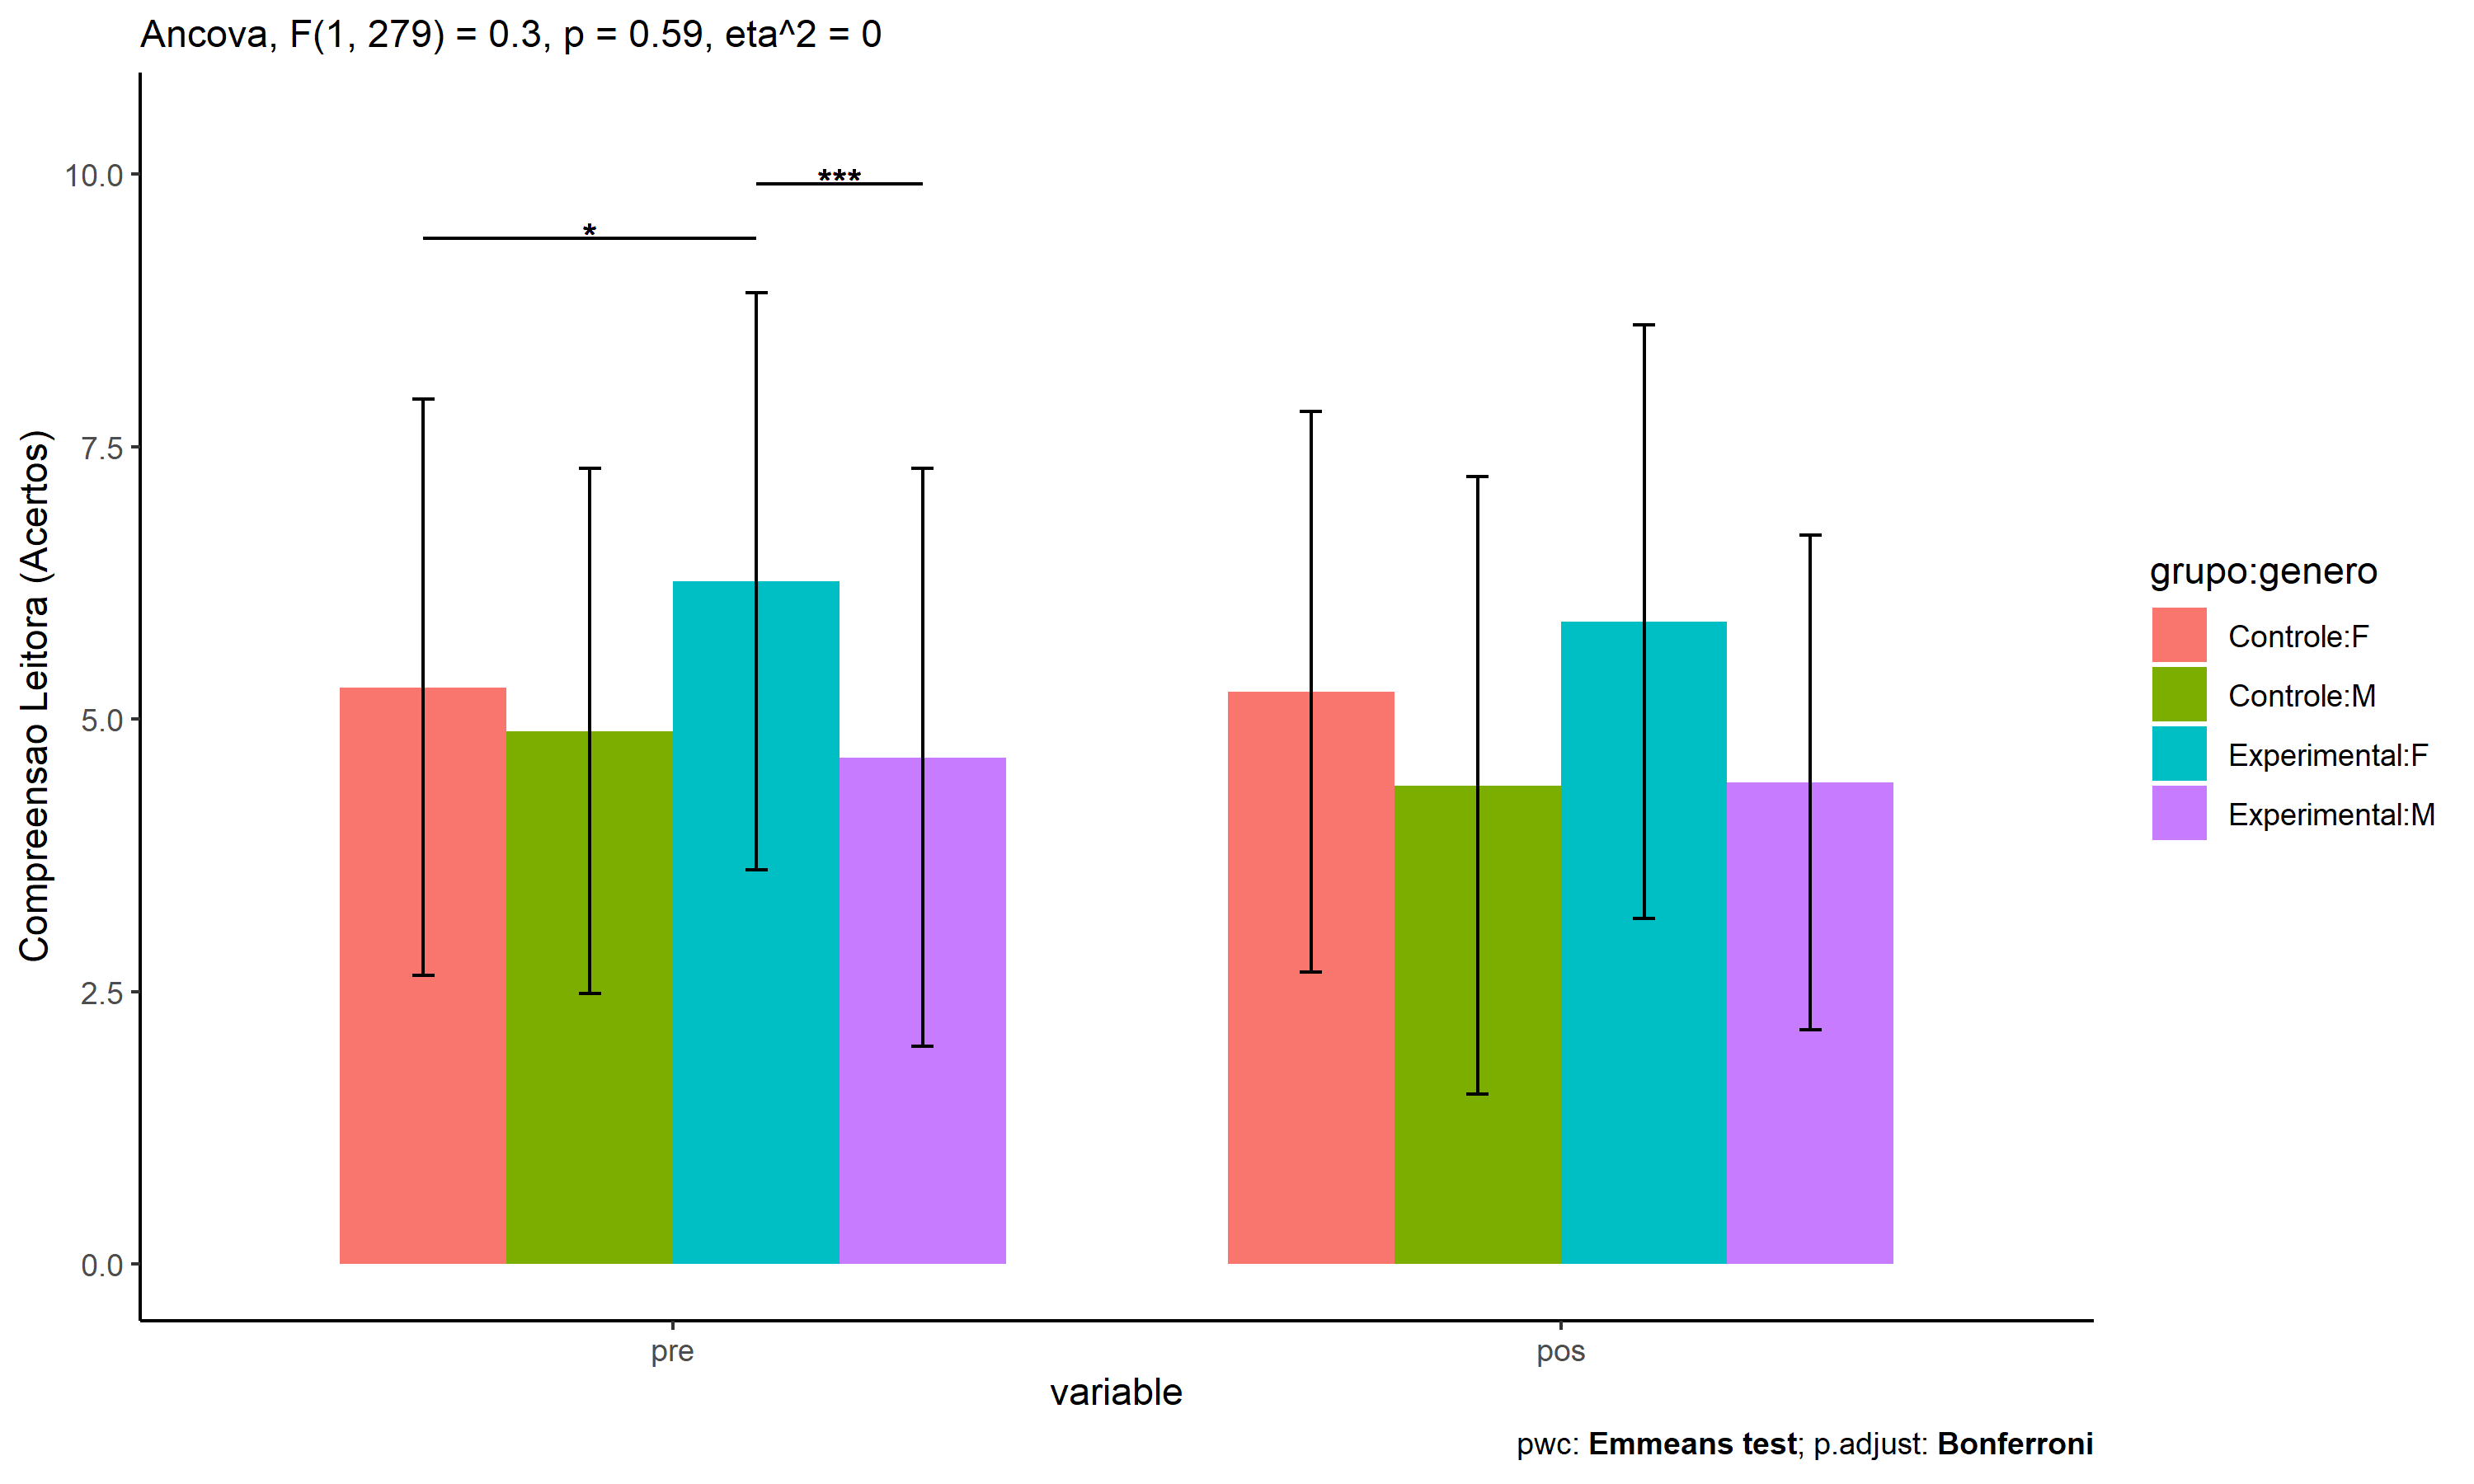 Ancova, F(1, 279) = 0.3, p = 0.59, eta^2 = 0
Compreensao Leitora (Acertos)
10.0
7.5
5.0
2.5
0.0
*
***
pre
pos
variable
grupo:genero
Controle:F
Controle:M
Experimental:F
Experimental:M
pwc: Emmeans test; p.adjust: Bonferroni